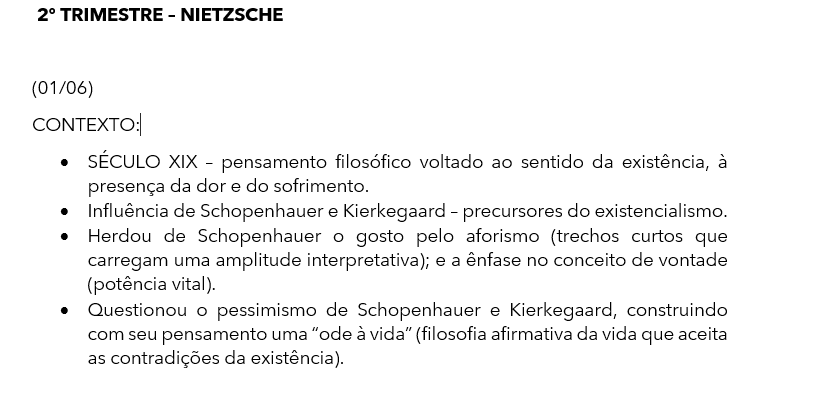 2º TRIMESTRE – NIETZSCHE
(01/06)
CONTEXTO:
• SÉCULO XIX – pensamento filosófico voltado ao sentido da existência, à
presença da dor e do sofrimento.
• Influência de Schopenhauer e Kierkegaard – precursores do existencialismo.
• Herdou de Schopenhauer o gosto pelo aforismo (trechos curtos que
carregam uma amplitude interpretativa); e a ênfase no conceito de vontade
(potência vital).
• Questionou o pessimismo de Schopenhauer e Kierkegaard, construindo
com seu pensamento uma “ode à vida” (filosofia afirmativa da vida que aceita
as contradições da existência).